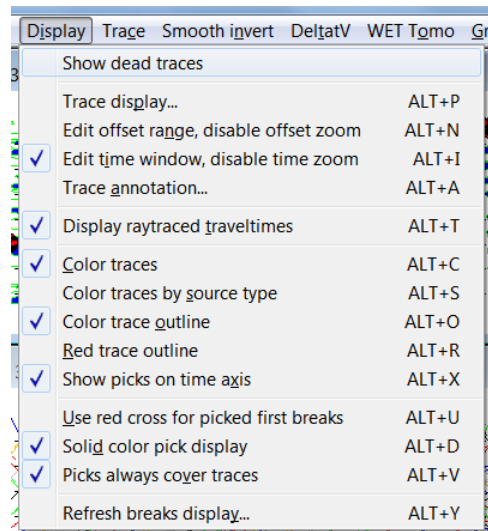 Display Trace Smooth invert DeltatV WET Tomo
Show dead traces
Trace display... ALT+P
Edit offset range, disable offset zoom ALT+N
Edit time window, disable time zoom ALT+I
Trace annotation... ALT+A
Display raytraced traveltimes ALT+T
Color traces ALT+C
Color traces by source type ALT+S
Color trace outline ALT+O
Red trace outline ALT+R
Show picks on time axis ALT+X
Use red cross for picked first breaks ALT+U
Solid color pick display ALT+D
Picks always cover traces ALT+V
Refresh breaks display... ALT+Y